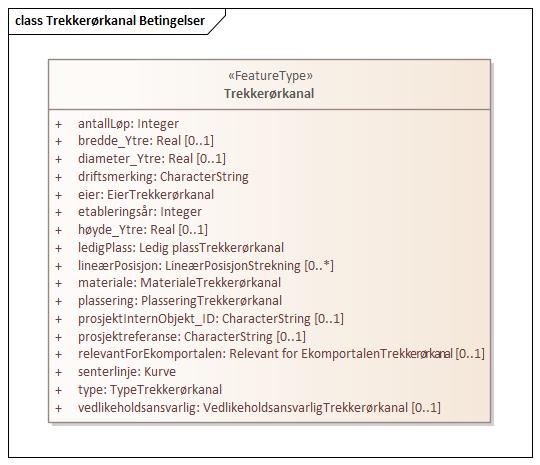 class Trekkerørkanal Betingelser
«FeatureType»
Trekkerørkanal
+ antallLøp: Integer
+ bredde_Ytre: Real [0..1]
+ diameter_Ytre: Real [0..1]
+ driftsmerking: CharacterString
+ eier: EierTrekkerørkanal
+ etableringsår: Integer
+ høyde_Ytre: Real [0..1]
+ ledigPlass: Ledig plassTrekkerørkanal
+ lineærPosisjon: LineærPosisjonStrekning [0..*]
+ materiale: MaterialeTrekkerørkanal
+ plassering: PlasseringTrekkerørkanal
+ prosjektInternObjekt_ID: CharacterString [0..1]
+ prosjektreferanse: CharacterString [0..1]
+ relevantForEkomportalen: Relevant for EkomportalenTrekkerørkanal [0..1]
+ senterlinje: Kurve
+ type: TypeTrekkerørkanal
+ vedlikeholdsansvarlig: VedlikeholdsansvarligTrekkerørkanal [0..1]